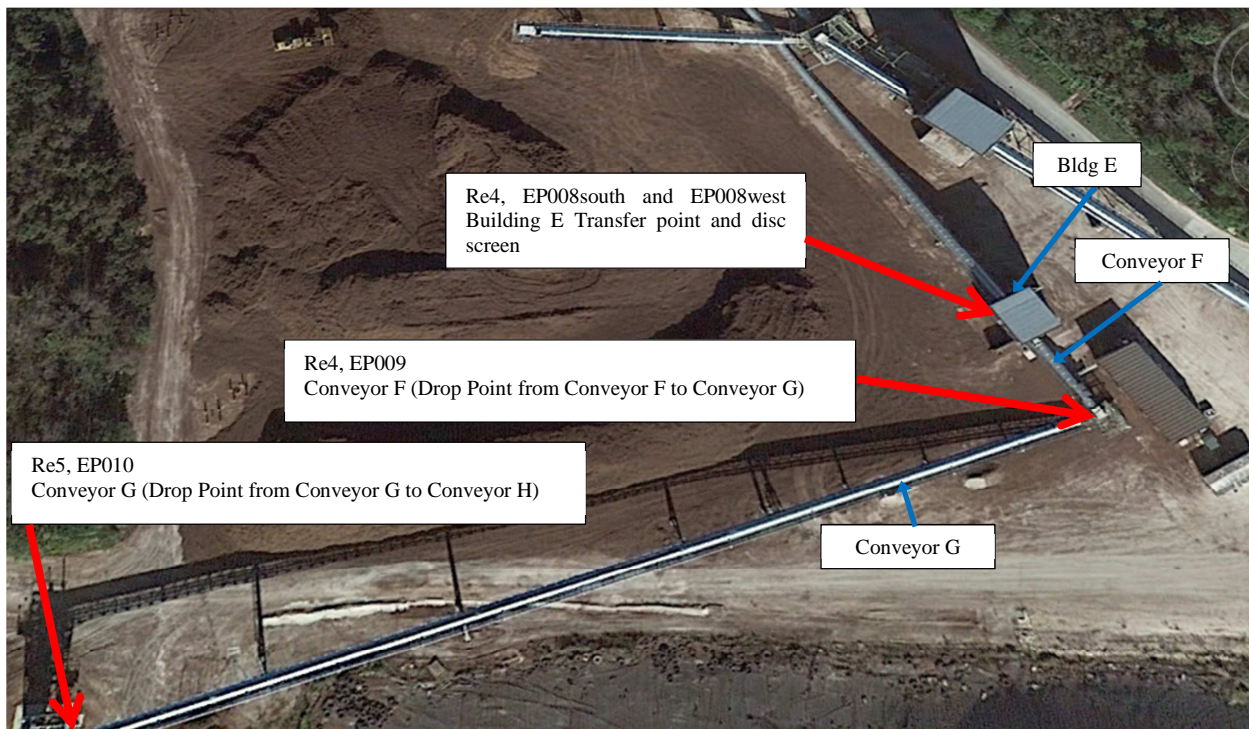 Bldg E
Re4, EP008south and EP008west
Building E Transfer point and disc
screen
Conveyor F
Re4, EP009
Conveyor F (Drop Point from Conveyor F to Conveyor G)
Re5, EP010
Conveyor G (Drop Point from Conveyor G to Conveyor H)
Conveyor G